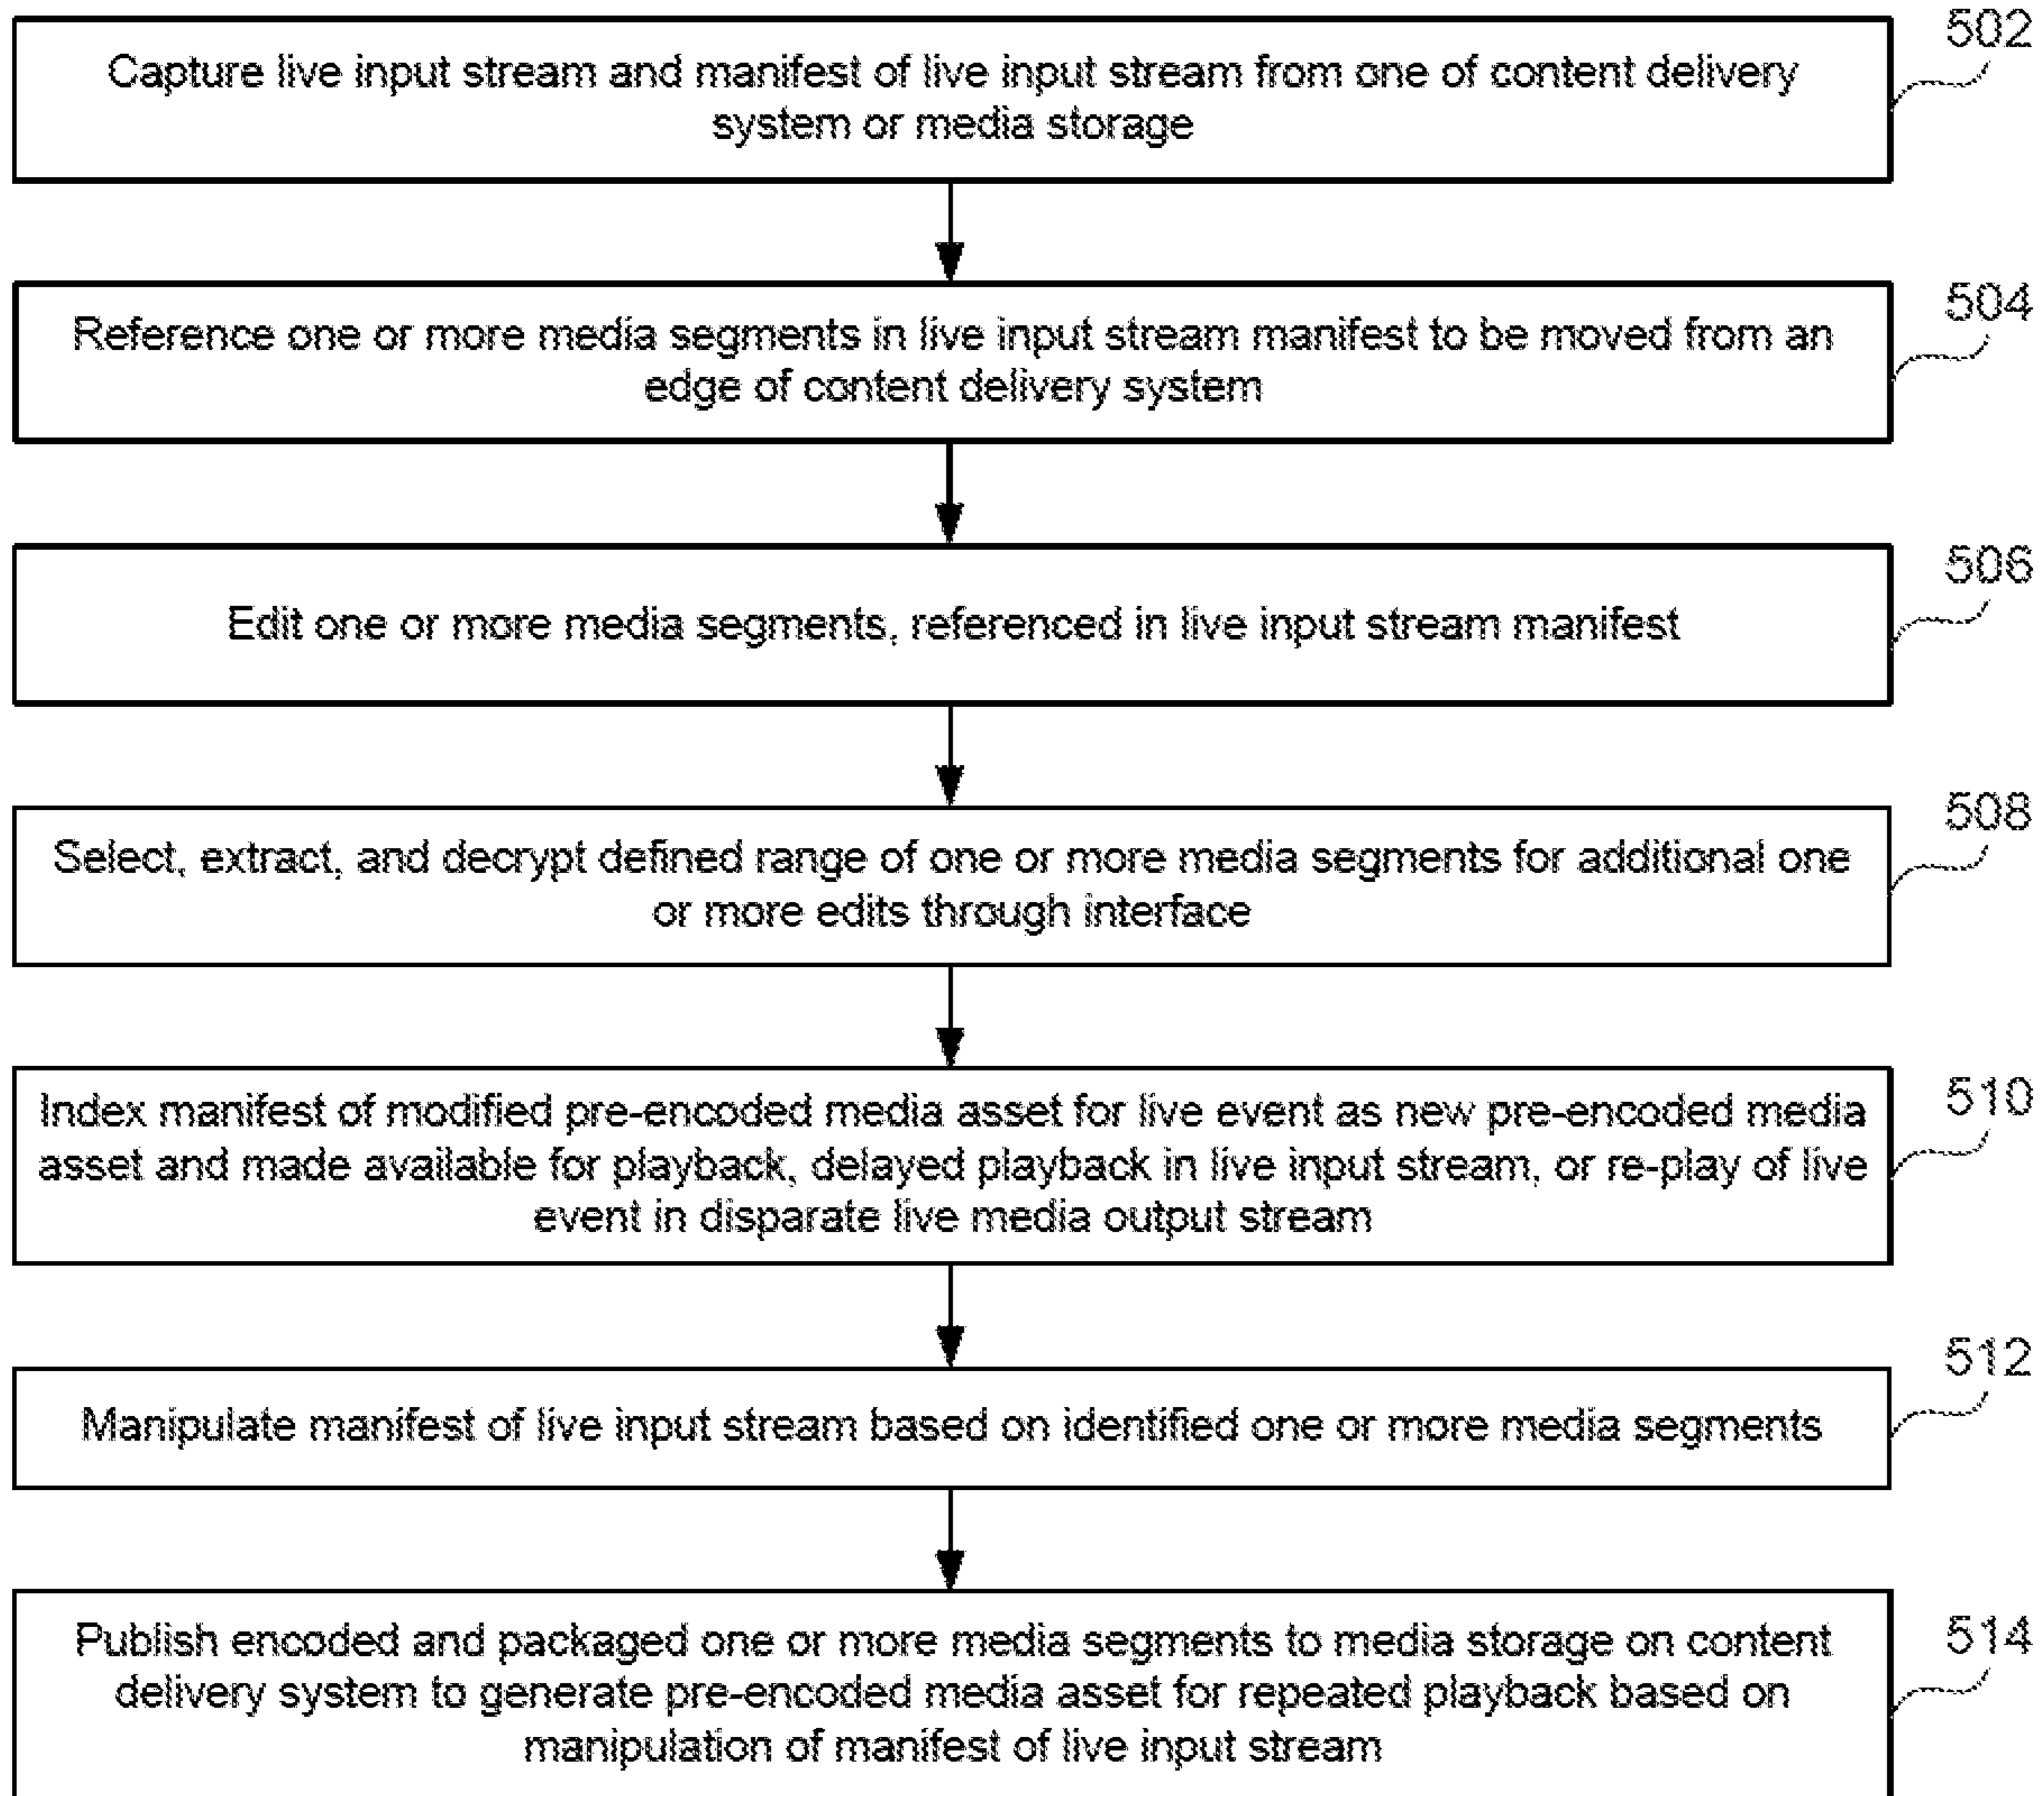 502
Capture live input stream and manifest of live input stream from one of content delivery
system or media storage
504
Reference one or more media segments in live input stream manifest to be moved from an
edge of content delivery system
506
Edit one or more media segments, referenced in live input stream manifest
508
Select, extract, and decrypt defined range of one or more media segments for additional one
or more edits through interface
510
Index manifest of modified pre-encoded media asset for live event as new pre-encoded media
asset and made available for playback, delayed playback in live input stream, or re-play of live
event in disparate live media output stream
512
Manipulate manifest of live input stream based on identified one or more media segments
514
Publish encoded and packaged one or more media segments to media storage on content
delivery system to generate pre-encoded media asset for repeated playback based on
manipulation of manifest of live input stream